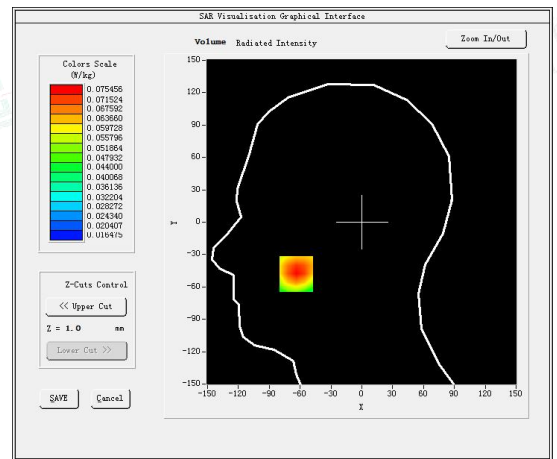 SAR Visualisation Graphical Interface
Volume Radiated Intensity
Zoom In/Out
Colors Scale
(W/kg)
0.075456
0.071524
0.067592
0.063660
0.059728
0.055796
0.051864
0.047932
0.044000
0.040068
0.036136
0.032204
0.028272
0.024340
0.020407
0.016475
Z-Cuts Control
<< Upper Cut
Z = 1.0 mm
Lower Cut >>
SAVE Cancel
150
120
90
60
30
0
-30
-60
-90
-120
-150
Y
-150 -120 -90 -60 -30 0 30 60 90 120 150
X